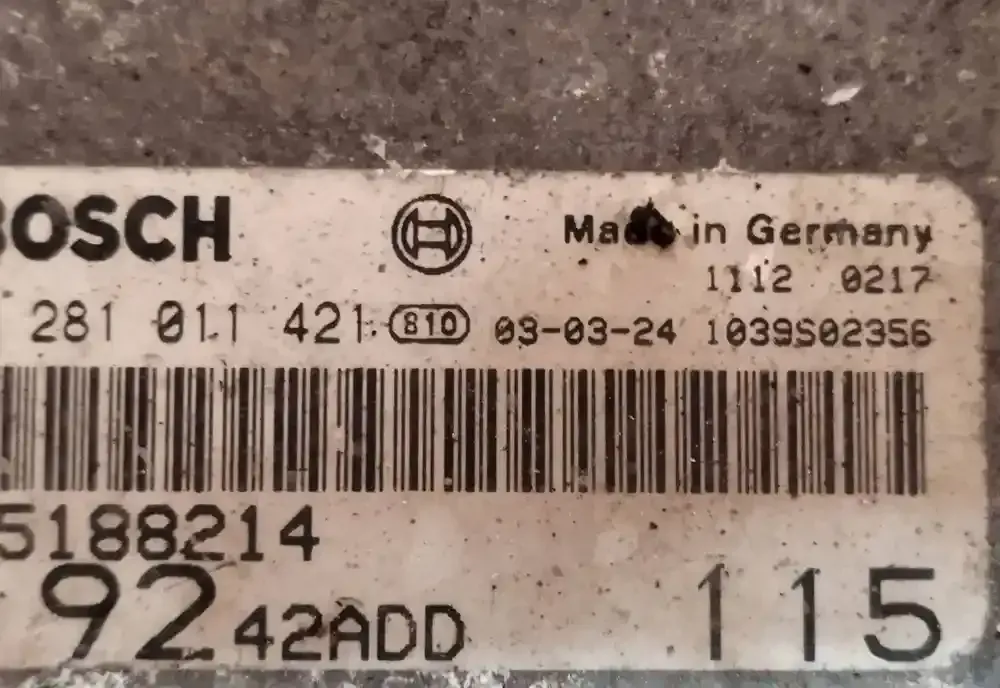 BOSCH Made in Germany
1112 0217
281 011 421 810 03-03-24 1039S02356
5188214
92 42ADD 115